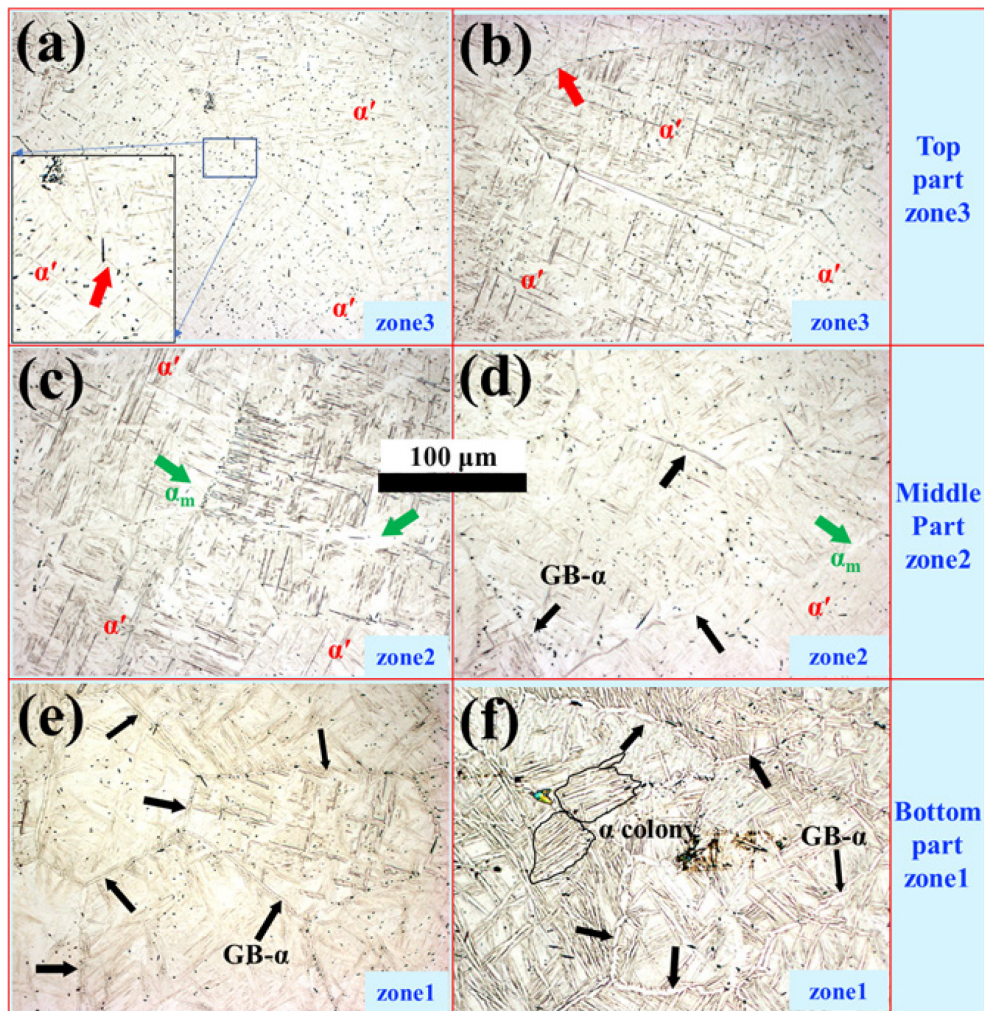 (a)
α′
α′
α′
zone3
(b)
α′
α′
α′
zone3
Top
part
zone3
(c)
α′
αm
α′
α′
zone2
100 μm
(d)
GB-α
αm
α′
zone2
Middle
Part
zone2
(e)
GB-α
zone1
(f)
α colony
GB-α
zone1
Bottom
part
zone1